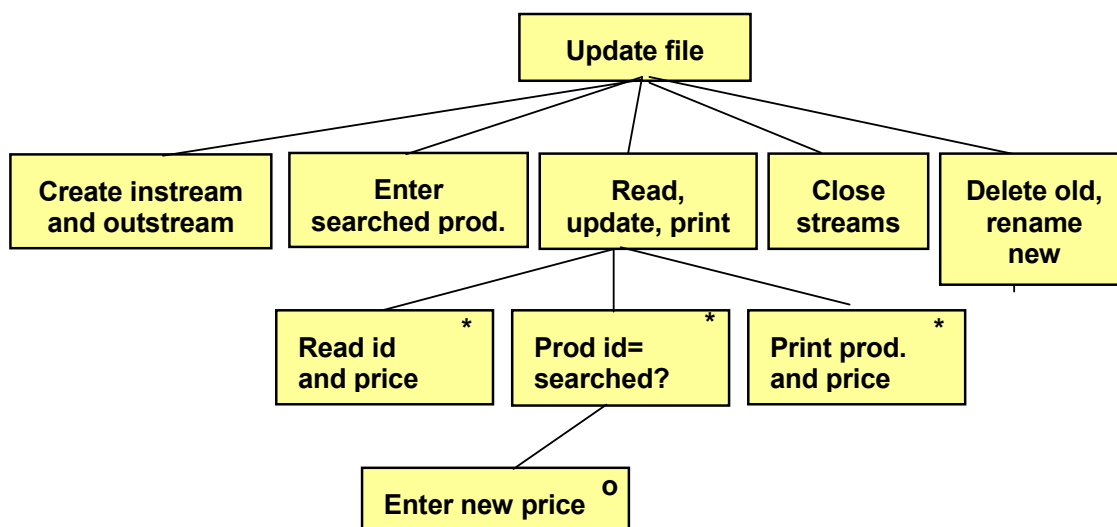 Update file
Create instream
and outstream
Enter
searched prod.
Read,
update, print
Close
streams
Delete old,
rename
new
Read id
and price
*
Prod id=
searched?
*
Print prod.
and price
*
Enter new price
o